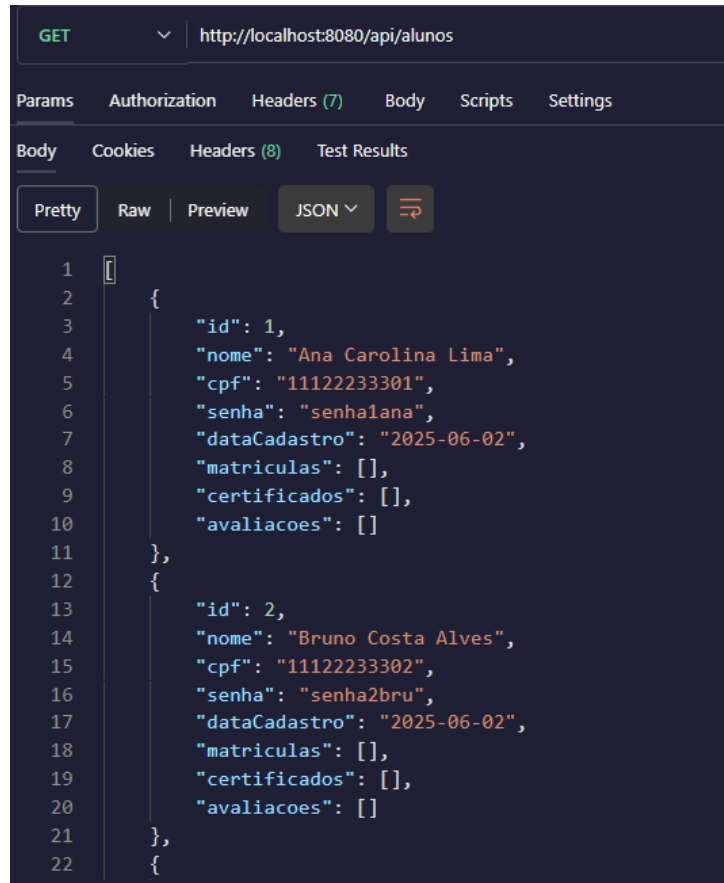 GET http://localhost:8080/api/alunos
Params Authorization Headers (7) Body Scripts Settings
Body Cookies Headers (8) Test Results
Pretty Raw Preview JSON
1 [
2 {
3 "id": 1,
4 "nome": "Ana Carolina Lima",
5 "cpf": "11122233301",
6 "senha": "senha1ana",
7 "dataCadastro": "2025-06-02",
8 "matriculas": [],
9 "certificados": [],
10 "avaliacoes": []
11 },
12 {
13 "id": 2,
14 "nome": "Bruno Costa Alves",
15 "cpf": "11122233302",
16 "senha": "senha2bru",
17 "dataCadastro": "2025-06-02",
18 "matriculas": [],
19 "certificados": [],
20 "avaliacoes": []
21 },
22 {